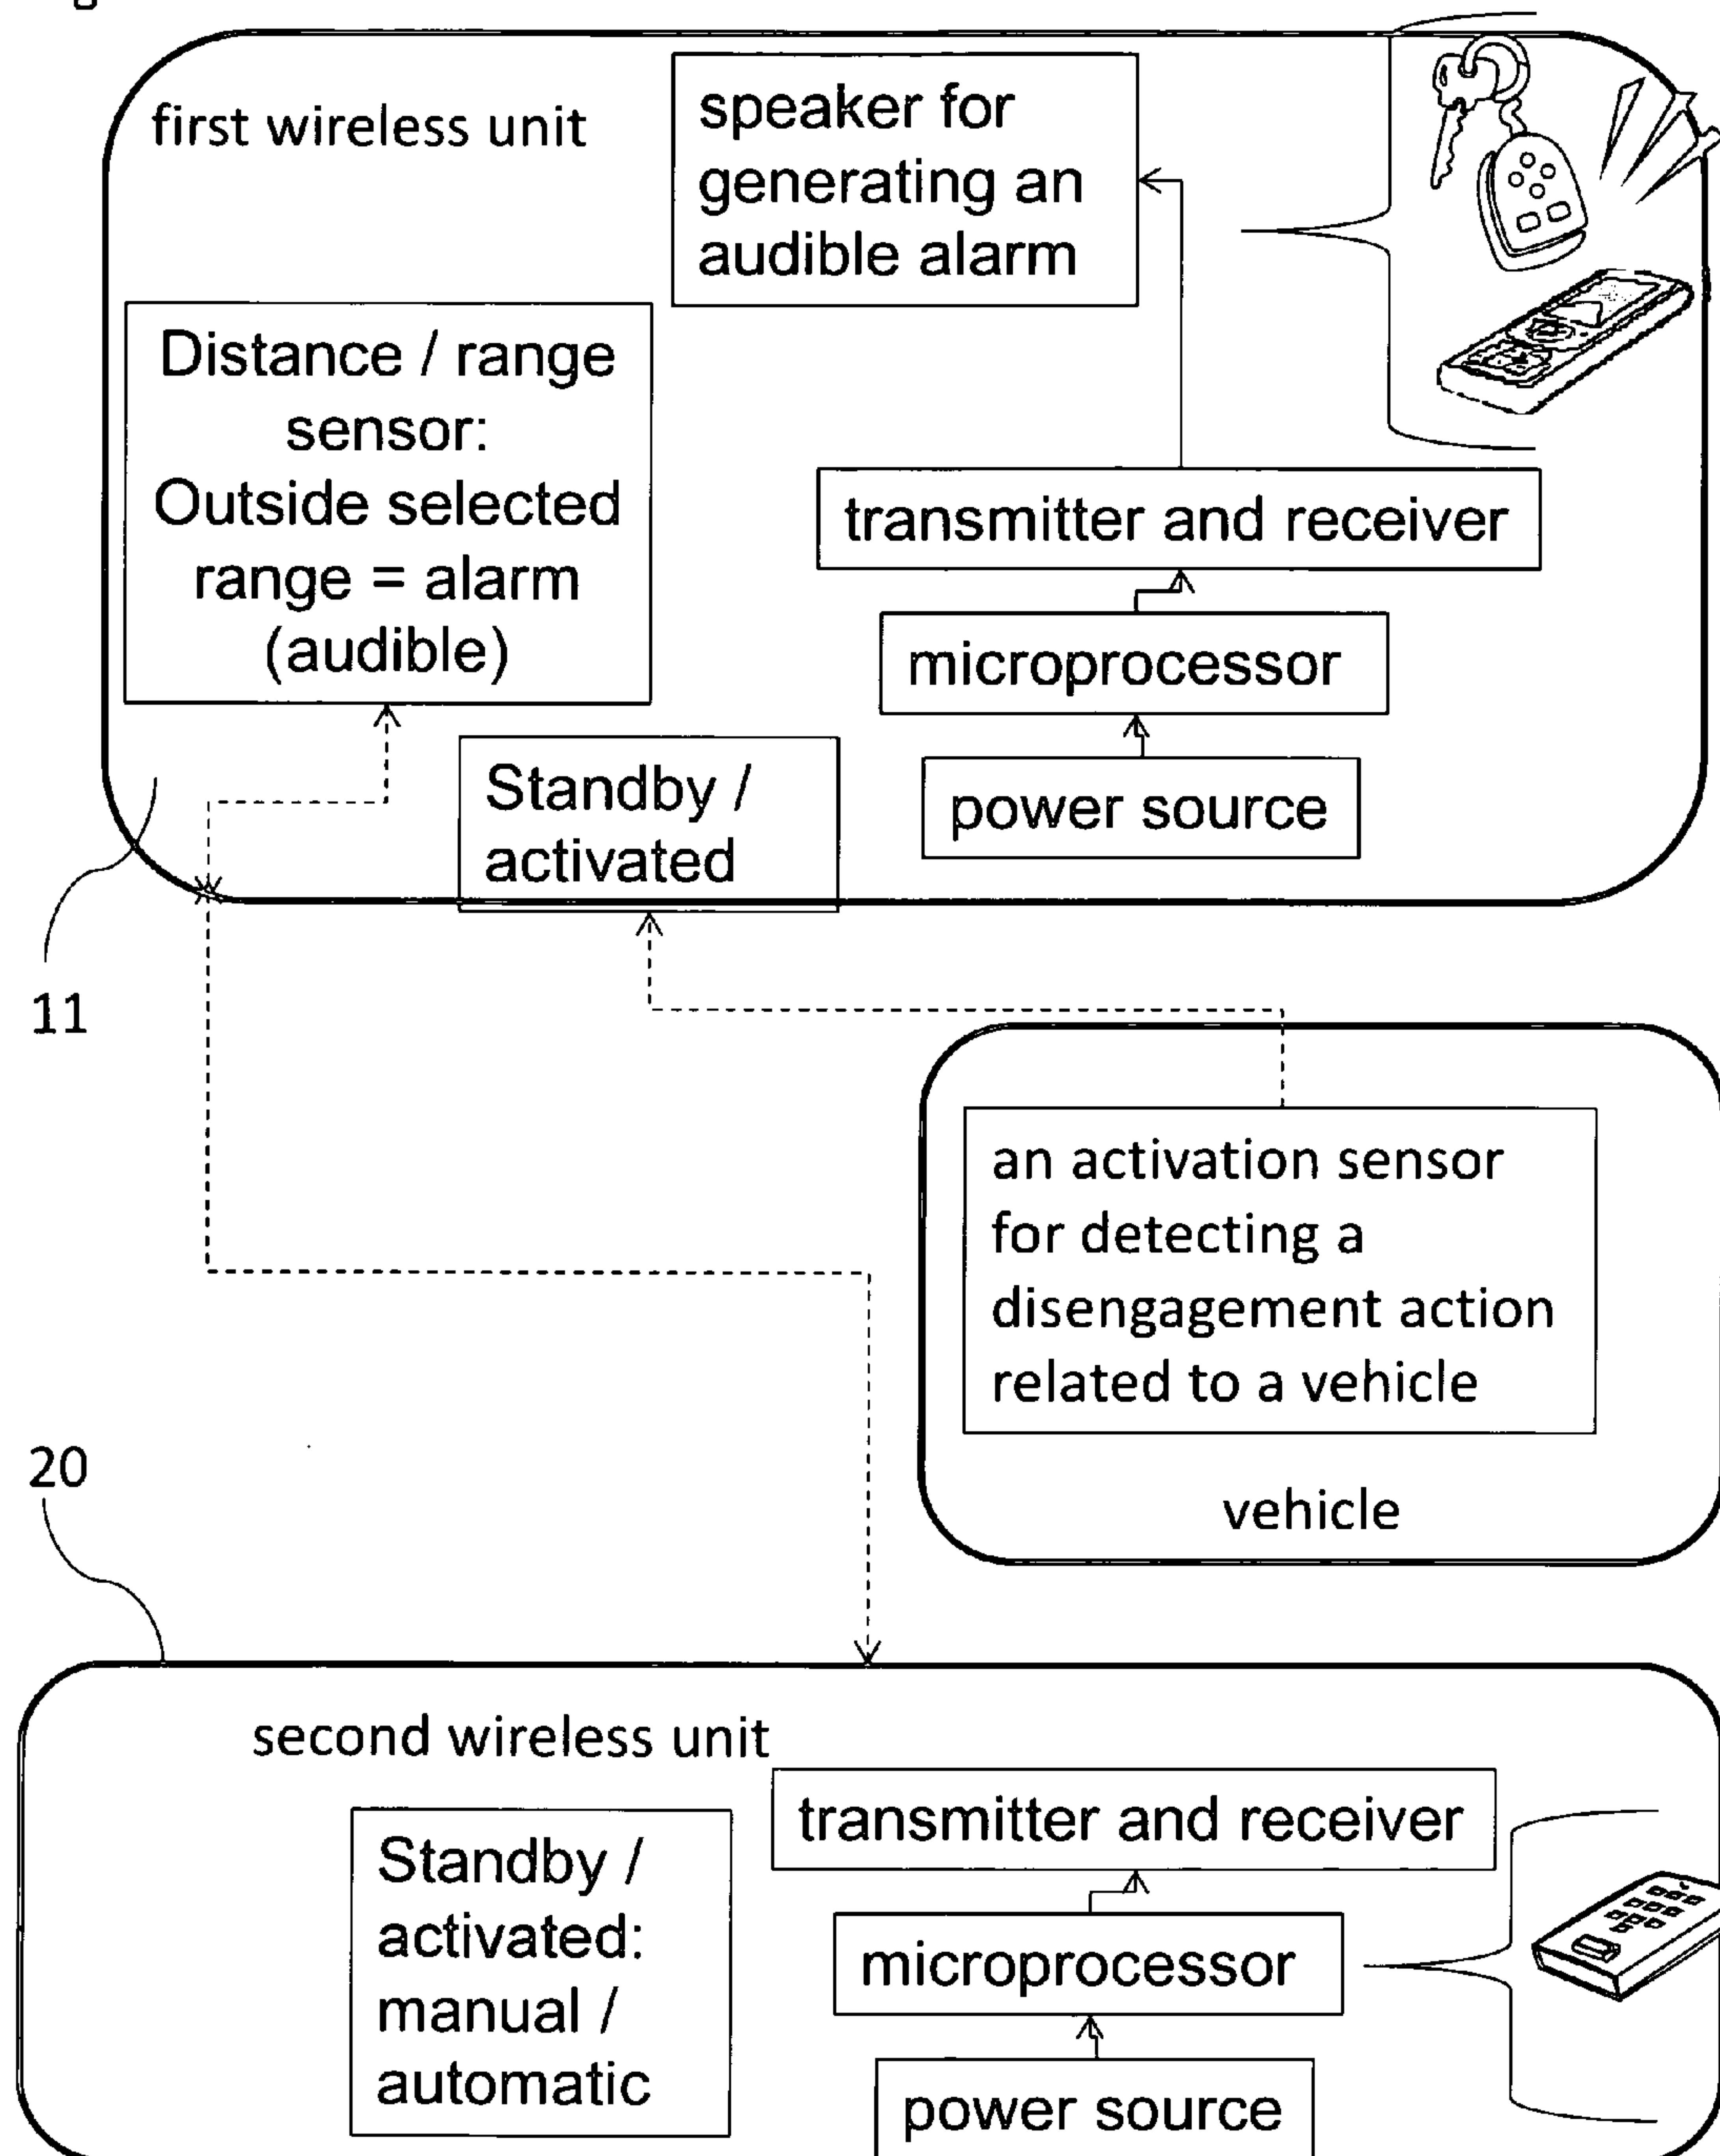 first wireless unit
speaker for
generating an
audible alarm
Distance / range
sensor:
Outside selected
range = alarm
(audible)
transmitter and receiver
microprocessor
power source
Standby /
activated
11
an activation sensor
for detecting a
disengagement action
related to a vehicle
vehicle
20
second wireless unit
transmitter and receiver
Standby /
activated:
manual /
automatic
microprocessor
power source